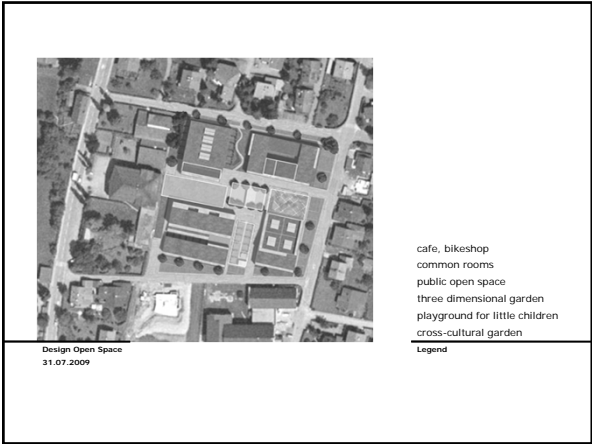 cafe, bikeshop
common rooms
public open space
three dimensional garden
playground for little children
cross-cultural garden
Design Open Space
31.07.2009
Legend